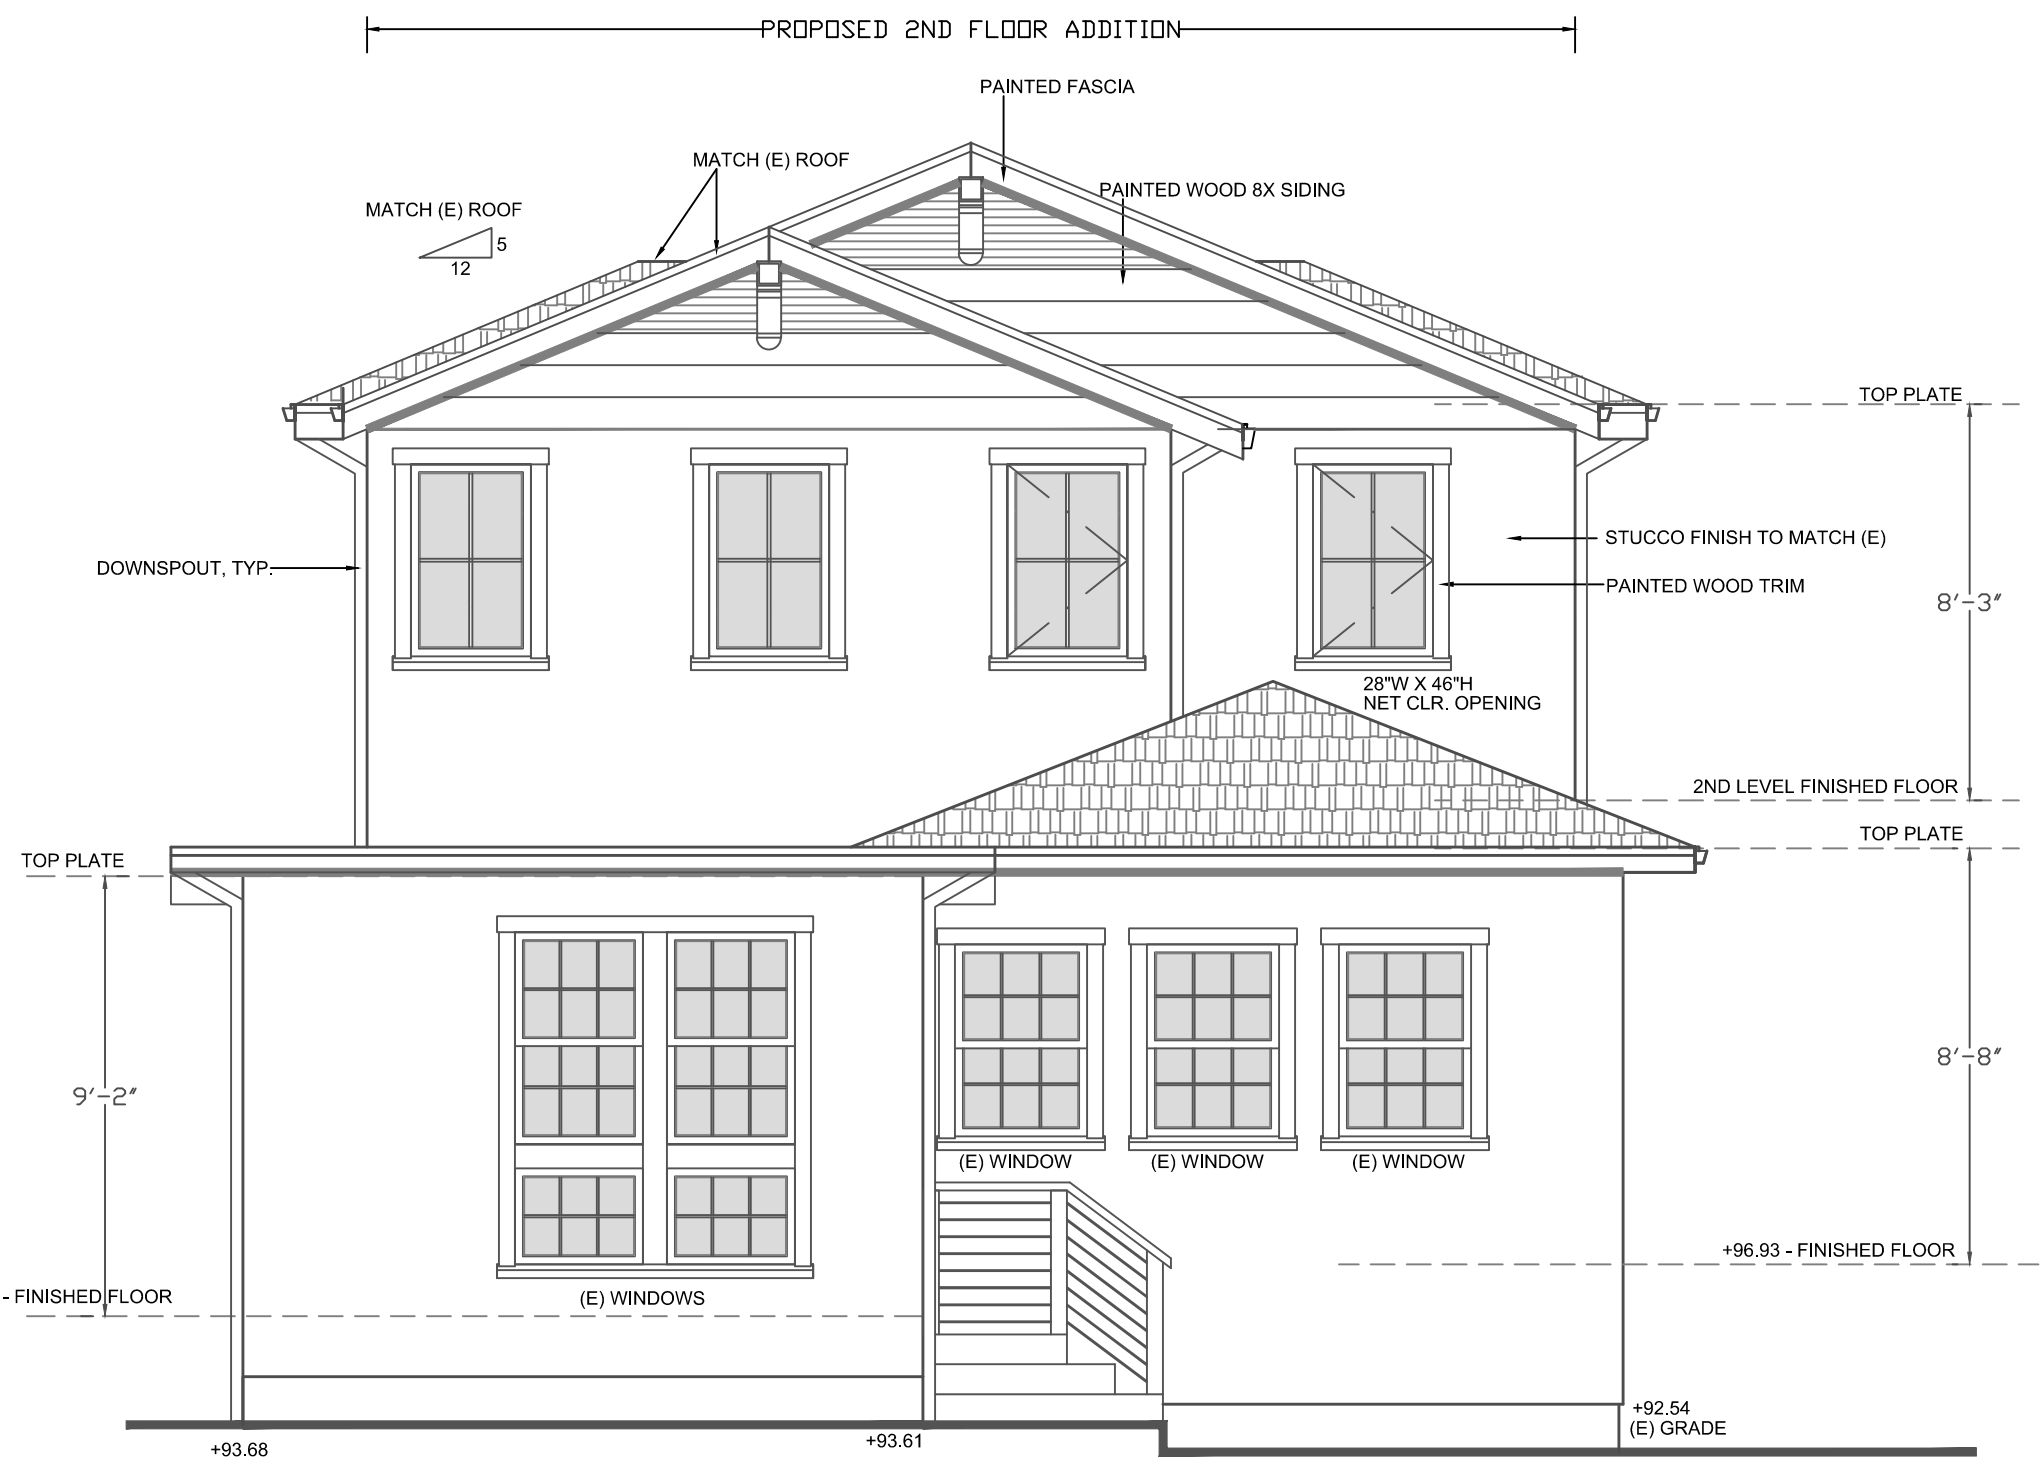 PROPOSED 2ND FLOOR ADDITION
PAINTED FASCIA
MATCH (E) ROOF
PAINTED WOOD 8X SIDING
MATCH (E) ROOF
5
12
TOP PLATE
STUCCO FINISH TO MATCH (E)
DOWNSPOUT, TYP.
PAINTED WOOD TRIM
8'-3"
28"W X 46"H
NET CLR. OPENING
2ND LEVEL FINISHED FLOOR
TOP PLATE
TOP PLATE
8'-8"
9'-2"
(E) WINDOW
(E) WINDOW
(E) WINDOW
+96.93 - FINISHED FLOOR
- FINISHED FLOOR
(E) WINDOWS
+92.54
(E) GRADE
+93.61
+93.68